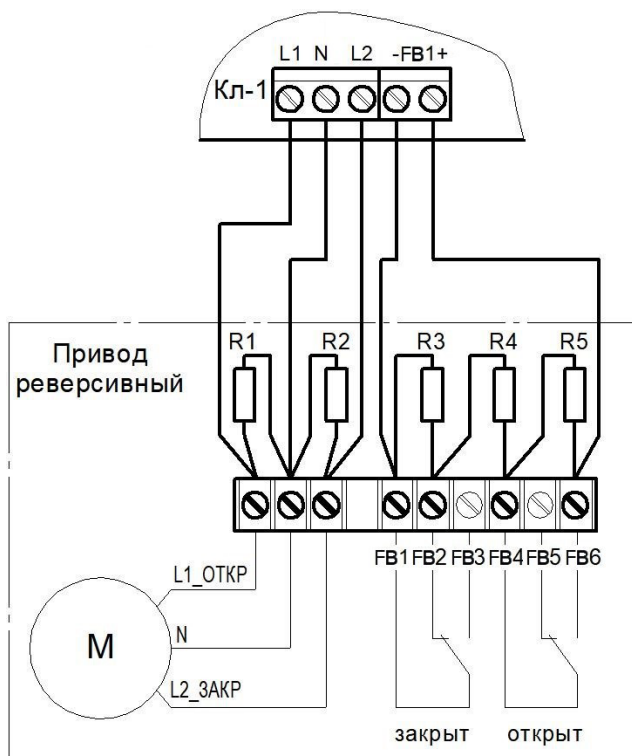 L1 N L2 -FB1+
Кл-1
Привод
реверсивный
R1 R2 R3 R4 R5
FB1 FB2 FB3 FB4 FB5 FB6
L1_ОТКР
N
L2_ЗАКР
М
закрыт открыт